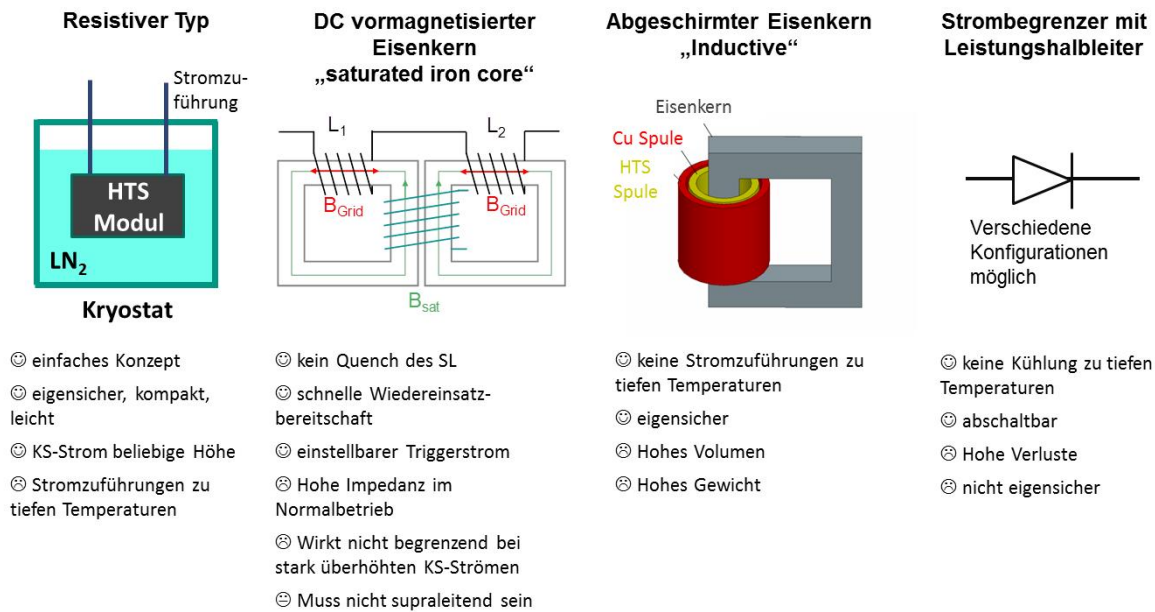 Resistiver Typ
Stromzu-
führung
HTS
Modul
LN2
Kryostat
☺ einfaches Konzept
☺ eigensicher, kompakt,
leicht
☺ KS-Strom beliebige Höhe
☹ Stromzuführungen zu
tiefen Temperaturen
DC vormagnetisierter
Eisenkern
„saturated iron core“
L1
L2
BGrid
BGrid
Bsat
☺ kein Quench des SL
☺ schnelle Wiedereinsatz-
bereitschaft
☺ einstellbarer Triggerstrom
☹ Hohe Impedanz im
Normalbetrieb
☹ Wirkt nicht begrenzend bei
stark überhöhten KS-Strömen
😐 Muss nicht supraleitend sein
Abgeschirmter Eisenkern
„Inductive“
Eisenkern
Cu Spule
HTS
Spule
☺ keine Stromzuführungen zu
tiefen Temperaturen
☺ eigensicher
☹ Hohes Volumen
☹ Hohes Gewicht
Strombegrenzer mit
Leistungshalbleiter
Verschiedene
Konfigurationen
möglich
☺ keine Kühlung zu tiefen
Temperaturen
☺ abschaltbar
☹ Hohe Verluste
☹ nicht eigensicher